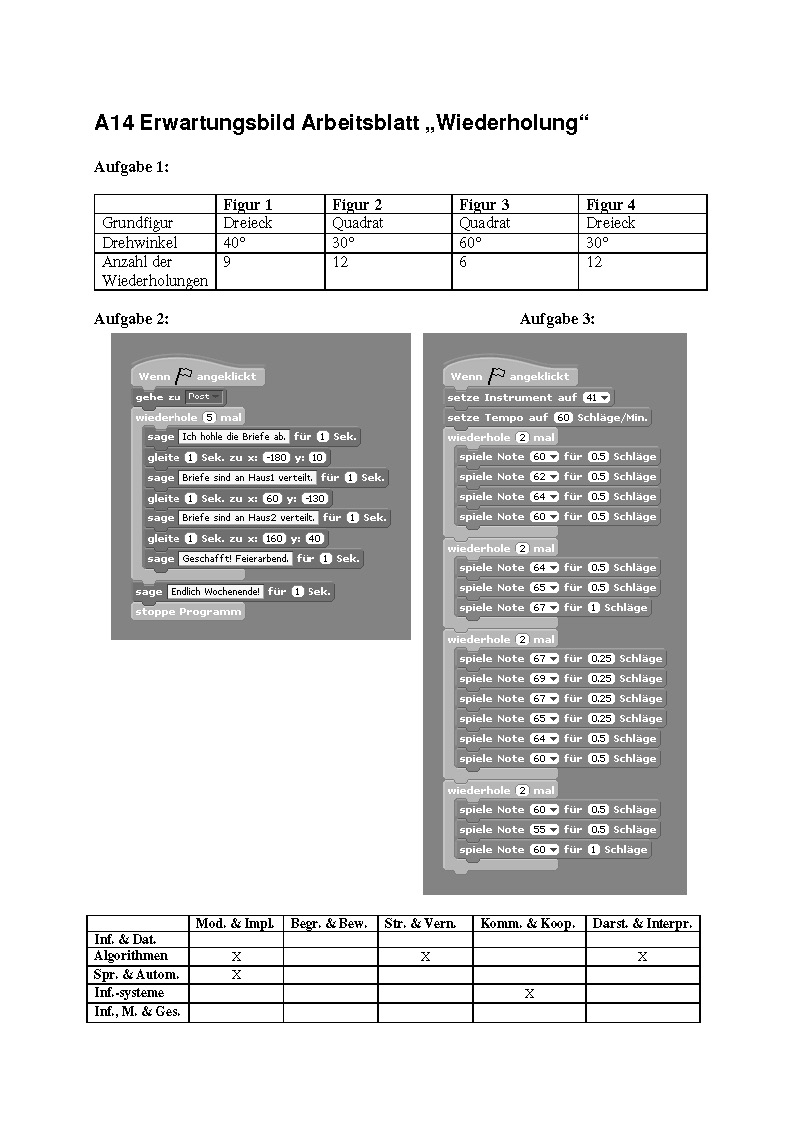 A14 Erwartungsbild Arbeitsblatt „Wiederholung“
Aufgabe 1:
Figur 1 Figur 2 Figur 3 Figur 4
Grundfigur Dreieck Quadrat Quadrat Dreieck
Drehwinkel 40° 30° 60° 30°
Anzahl der Wiederholungen 9 12 6 12
Aufgabe 2:
Wenn angeklickt
gehe zu Post
wiederhole 5 mal
sage Ich hohle die Briefe ab. für 1 Sek.
gleite 1 Sek. zu x: -180 y: 10
sage Briefe sind an Haus1 verteilt. für 1 Sek.
gleite 1 Sek. zu x: 60 y: -130
sage Briefe sind an Haus2 verteilt. für 1 Sek.
gleite 1 Sek. zu x: 160 y: 40
sage Geschafft! Feierarbend. für 1 Sek.
sage Endlich Wochenende! für 1 Sek.
stoppe Programm
Aufgabe 3:
Wenn angeklickt
setze Instrument auf 41
setze Tempo auf 60 Schläge/Min.
wiederhole 2 mal
spiele Note 60 für 0.5 Schläge
spiele Note 62 für 0.5 Schläge
spiele Note 64 für 0.5 Schläge
spiele Note 60 für 0.5 Schläge
wiederhole 2 mal
spiele Note 64 für 0.5 Schläge
spiele Note 65 für 0.5 Schläge
spiele Note 67 für 1 Schläge
wiederhole 2 mal
spiele Note 67 für 0.25 Schläge
spiele Note 69 für 0.25 Schläge
spiele Note 67 für 0.25 Schläge
spiele Note 65 für 0.25 Schläge
spiele Note 64 für 0.5 Schläge
spiele Note 60 für 0.5 Schläge
wiederhole 2 mal
spiele Note 60 für 0.5 Schläge
spiele Note 55 für 0.5 Schläge
spiele Note 60 für 1 Schläge
Mod. & Impl. Begr. & Bew. Str. & Vern. Komm. & Koop. Darst. & Interpr.
Inf. & Dat.
Algorithmen X X X
Spr. & Autom. X
Inf.-systeme X
Inf., M. & Ges.